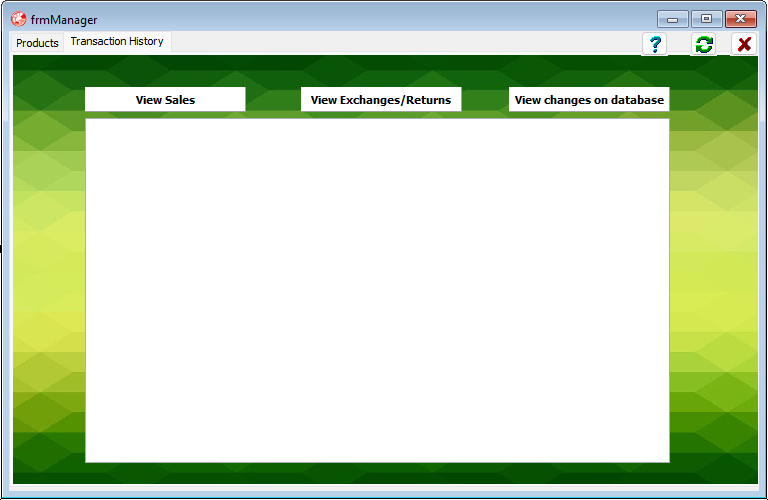 frmManager
Products Transaction History ?
View Sales View Exchanges/Returns View changes on database